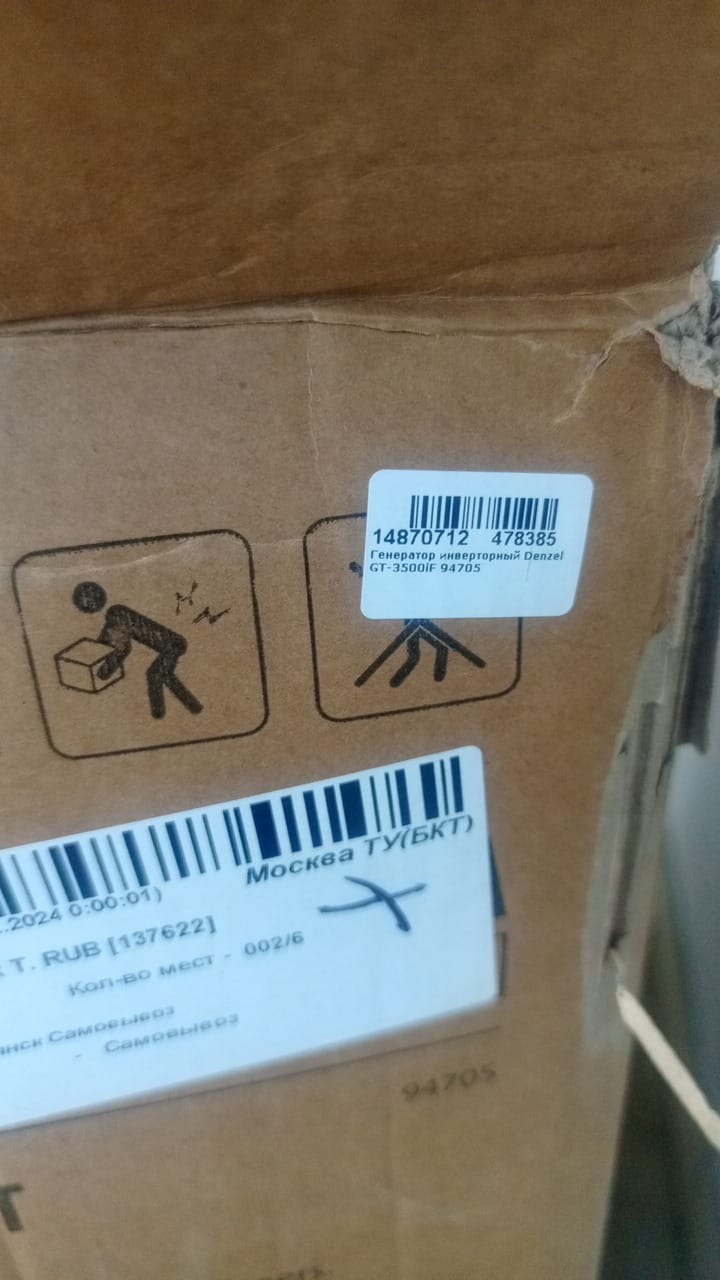 14870712 478385
Генератор инверторный Denzel
GT-3500iF 94705
Москва ТУ(БКТ)
.2024 0:00:01)
Т. RUB [137622]
Кол-во мест - 002/6
нск Самовывоз
- Самовывоз
94705
Т